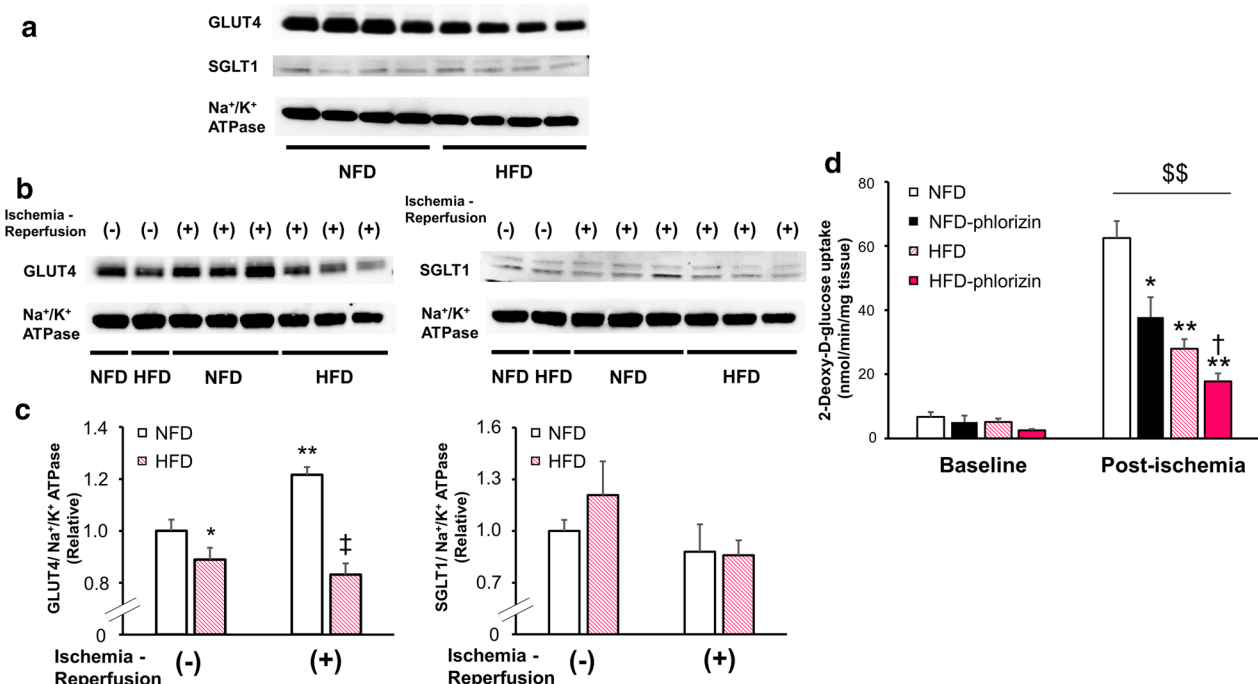 a
GLUT4
SGLT1
Na⁺/K⁺
ATPase
NFD HFD
b
Ischemia -
Reperfusion (-) (-) (+) (+) (+) (+) (+) (+)
GLUT4
Na⁺/K⁺
ATPase
NFD HFD NFD HFD
Ischemia -
Reperfusion
(-) (-) (+) (+) (+) (+) (+) (+)
SGLT1
Na⁺/K⁺
ATPase
NFD HFD NFD HFD
c
GLUT4/ Na⁺/K⁺ ATPase
(Relative)
1.4
1.2
1.0
0.8
0
NFD
HFD
*
**
‡
Ischemia -
Reperfusion
(-) (+)
SGLT1/ Na⁺/K⁺ ATPase
(Relative)
1.6
1.3
1.0
0.7
0
NFD
HFD
Ischemia -
Reperfusion
(-) (+)
d
2-Deoxy-D-glucose uptake
(nmol/min/mg tissue)
80
60
40
20
0
NFD
NFD-phlorizin
HFD
HFD-phlorizin
$$
*
**
†
**
Baseline Post-ischemia